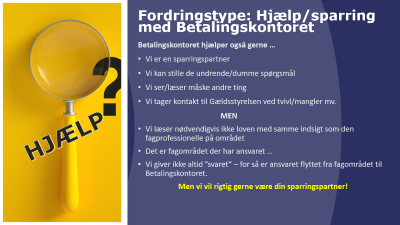 Fordringstype: Hjælp/sparring
med Betalingskontoret
Betalingskontoret hjælper også gerne …
• Vi er en sparringspartner
• Vi kan stille de undrende/dumme spørgsmål
• Vi ser/læser måske andre ting
• Vi tager kontakt til Gældsstyrelsen ved tvivl/mangler mv.
MEN
• Vi læser nødvendigvis ikke loven med samme indsigt som den
fagprofessionelle på området
• Det er fagområdet der har ansvaret …
• Vi giver ikke altid ”svaret” – for så er ansvaret flyttet fra fagområdet til
Betalingskontoret.
Men vi vil rigtig gerne være din sparringspartner!
HJÆLP?